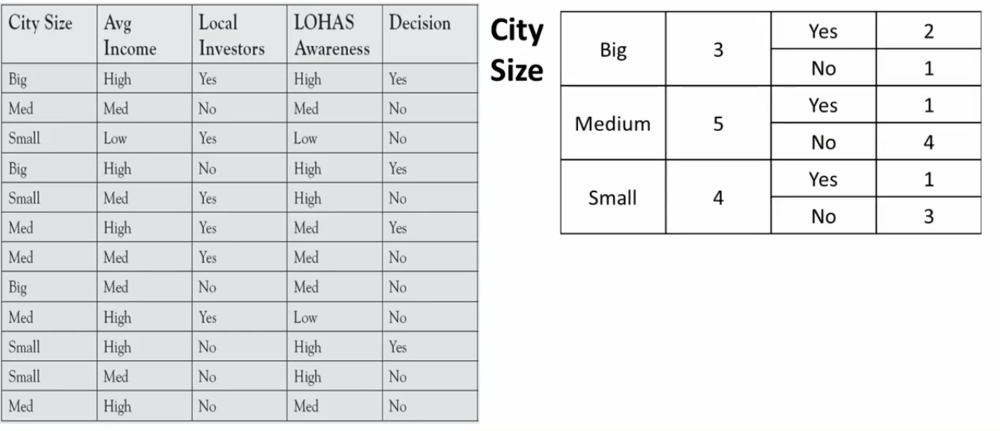 City Size Avg Income Local Investors LOHAS Awareness Decision
Big High Yes High Yes
Med Med No Med No
Small Low Yes Low No
Big High No High Yes
Small Med Yes High No
Med High Yes Med Yes
Med Med Yes Med No
Big Med No Med No
Med High Yes Low No
Small High No High Yes
Small Med No High No
Med High No Med No
City
Size
Big 3 Yes 2
No 1
Medium 5 Yes 1
No 4
Small 4 Yes 1
No 3